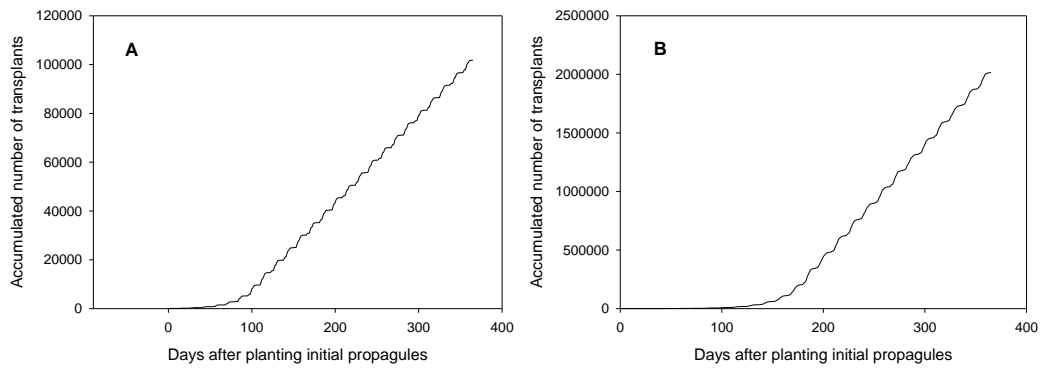 Accumulated number of transplants
120000
100000
80000
60000
40000
20000
0
A
0 100 200 300 400
Days after planting initial propagules
Accumulated number of transplants
2500000
2000000
1500000
1000000
500000
0
B
0 100 200 300 400
Days after planting initial propagules